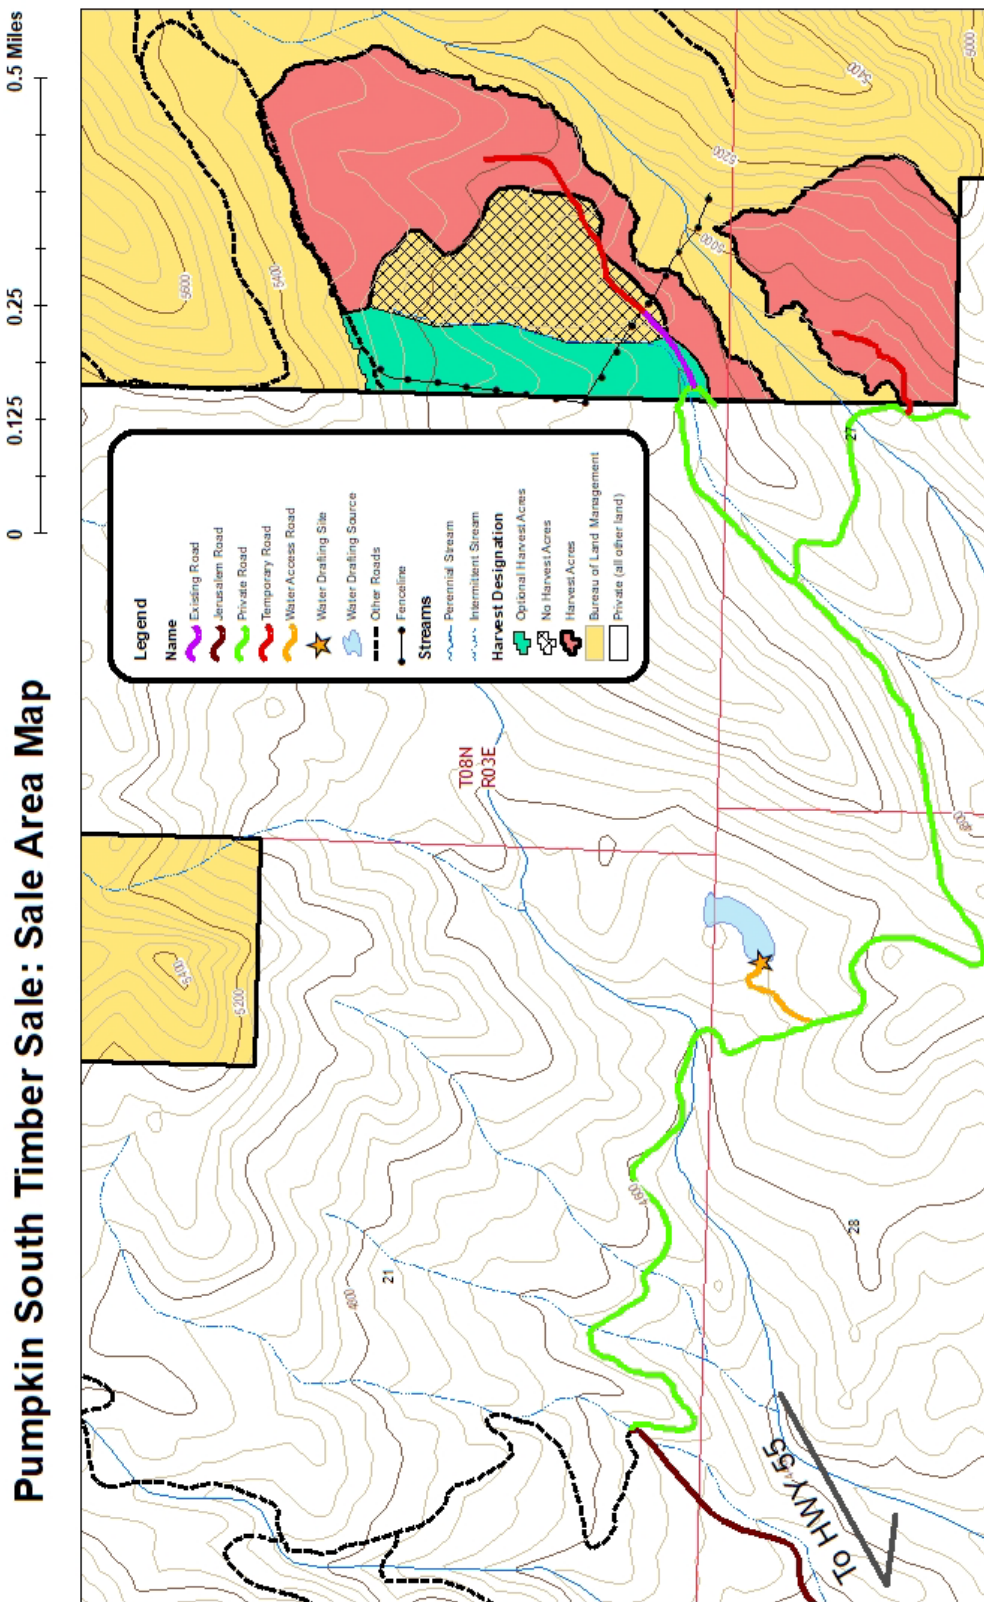 Pumpkin South Timber Sale: Sale Area Map
0 0.125 0.25 0.5 Miles
Legend
Name
Existing Road
Jerusalem Road
Private Road
Temporary Road
Water Access Road
Water Drafting Site
Water Drafting Source
Other Roads
Fenceline
Streams
Perennial Stream
Intermittent Stream
Harvest Designation
Optional Harvest Acres
No Harvest Acres
Harvest Acres
Bureau of Land Management
Private (all other land)
T08N
R03E
5400
5200
5600
5400
5400
5200
5000
5000
4800
4600
21
27
28
To HWY 55